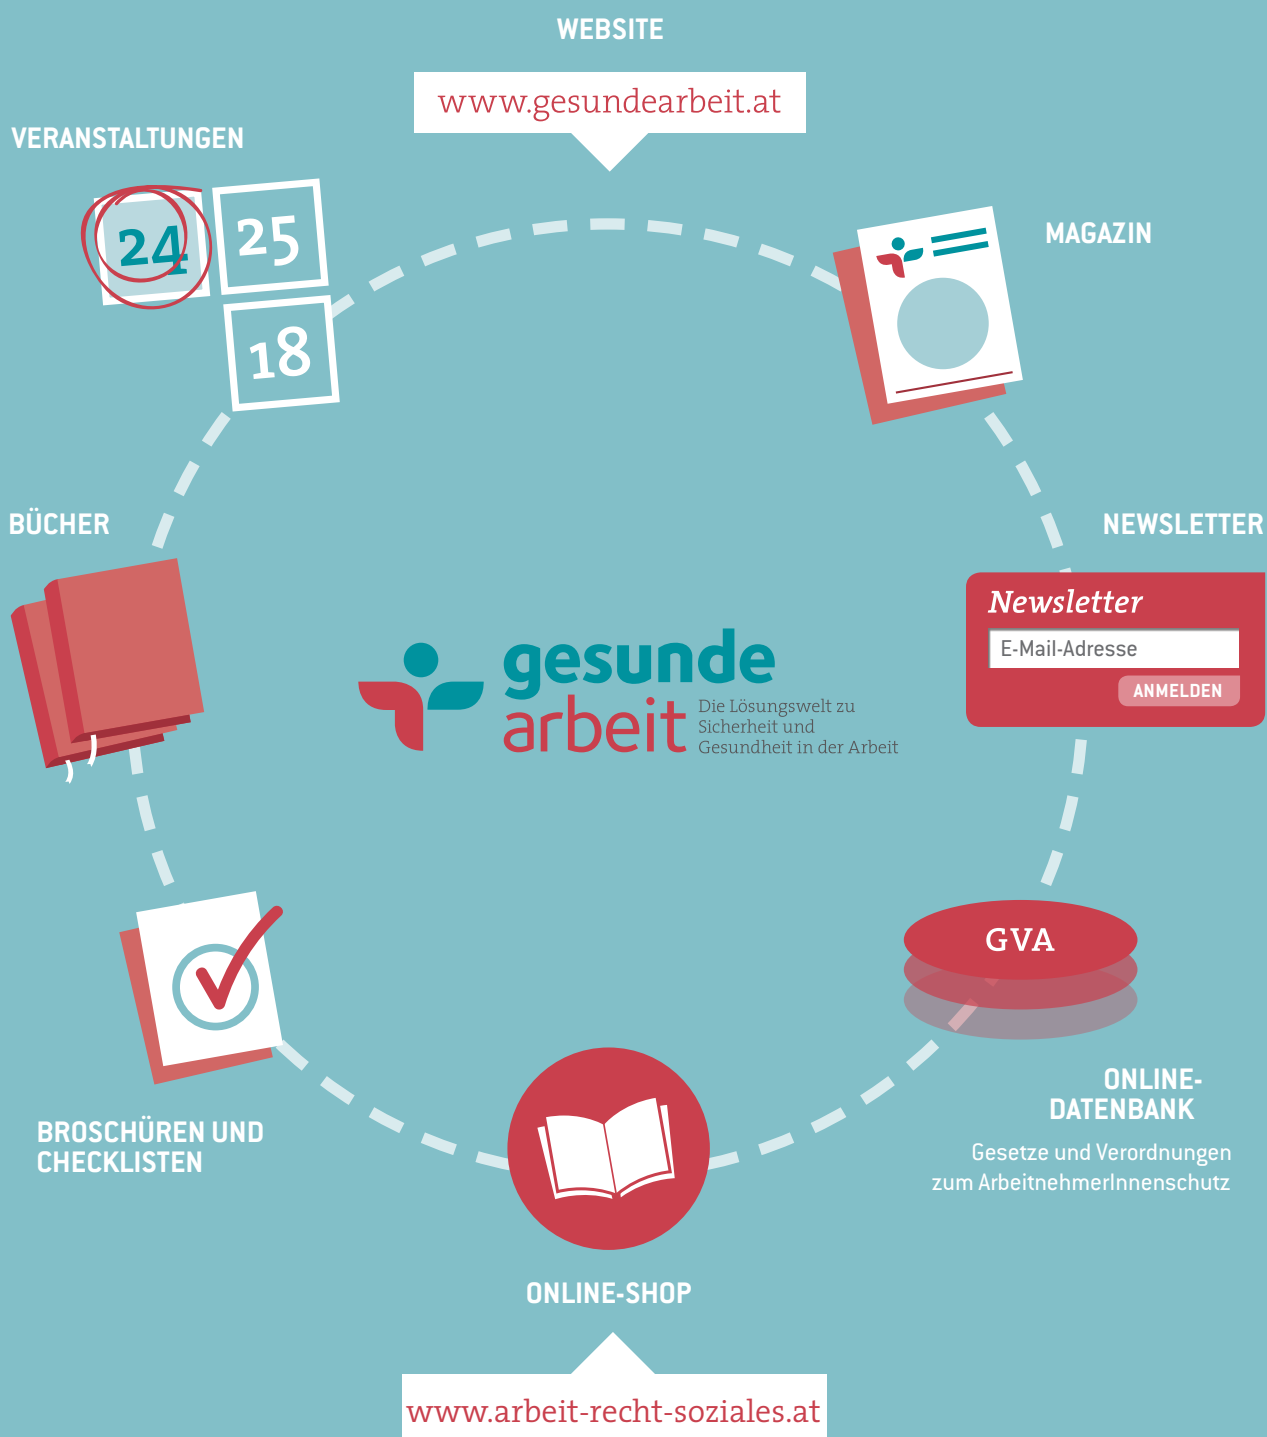 WEBSITE
www.gesundearbeit.at
VERANSTALTUNGEN
24
25
18
MAGAZIN
BÜCHER
NEWSLETTER
Newsletter
E-Mail-Adresse
ANMELDEN
gesunde
arbeit
Die Lösungswelt zu
Sicherheit und
Gesundheit in der Arbeit
GVA
ONLINE-
DATENBANK
Gesetze und Verordnungen
zum ArbeitnehmerInnenschutz
BROSCHÜREN UND
CHECKLISTEN
ONLINE-SHOP
www.arbeit-recht-soziales.at